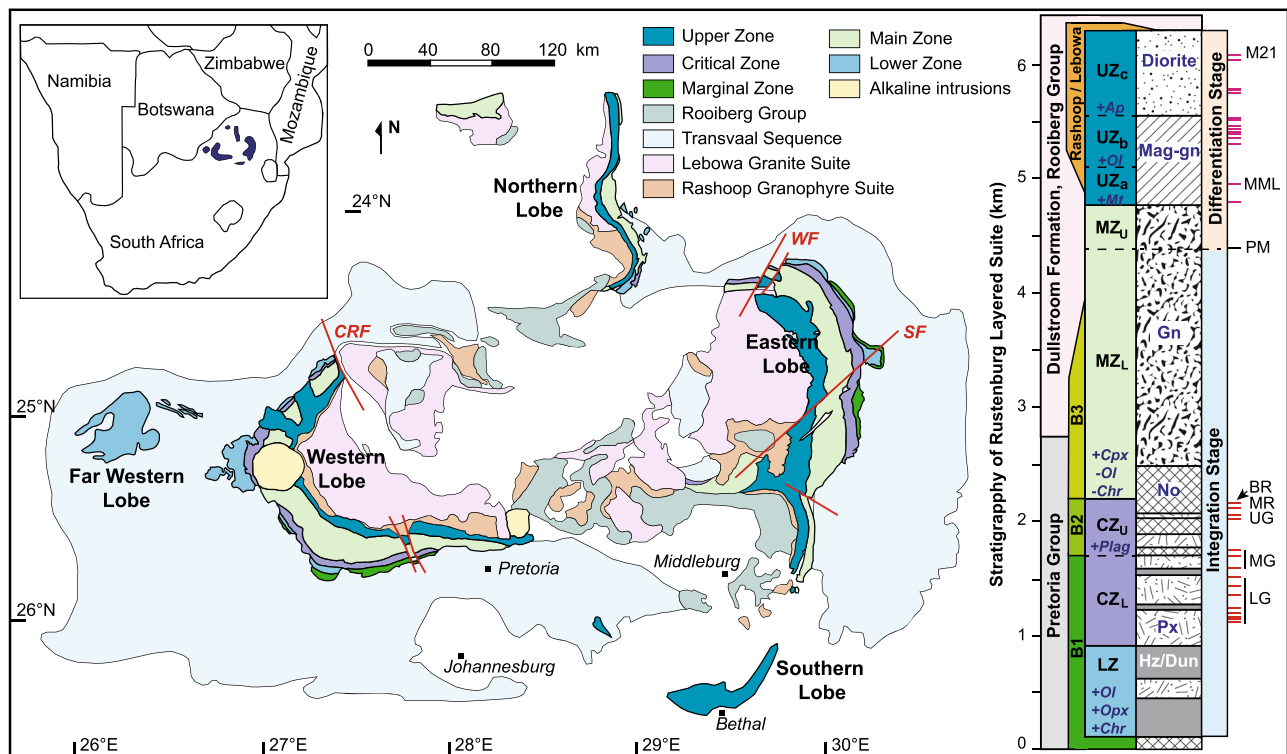 Namibia
Zimbabwe
Botswana
Mozambique
South Africa
0 40 80 120 km
N
Upper Zone
Critical Zone
Marginal Zone
Rooiberg Group
Transvaal Sequence
Lebowa Granite Suite
Rashoop Granophyre Suite
Main Zone
Lower Zone
Alkaline intrusions
24°N
25°N
26°N
26°E
27°E
28°E
29°E
30°E
Northern
Lobe
WF
SF
CRF
Eastern
Lobe
Western
Lobe
Far Western
Lobe
Southern
Lobe
Pretoria
Middleburg
Johannesburg
Bethal
Stratigraphy of Rustenburg Layered Suite (km)
6
5
4
3
2
1
0
Dullstroom Formation, Rooiberg Group
Pretoria Group
Rashoop / Lebowa
B3
B2
B1
UZc
+Ap
UZb
+Ol
UZa
+Mt
MZU
MZL
+Cpx
-Ol
-Chr
CZU
+Plag
CZL
LZ
+Ol
+Opx
+Chr
Diorite
Mag-gn
Gn
No
Px
Hz/Dun
Differentiation Stage
Integration Stage
M21
MML
PM
BR
MR
UG
MG
LG